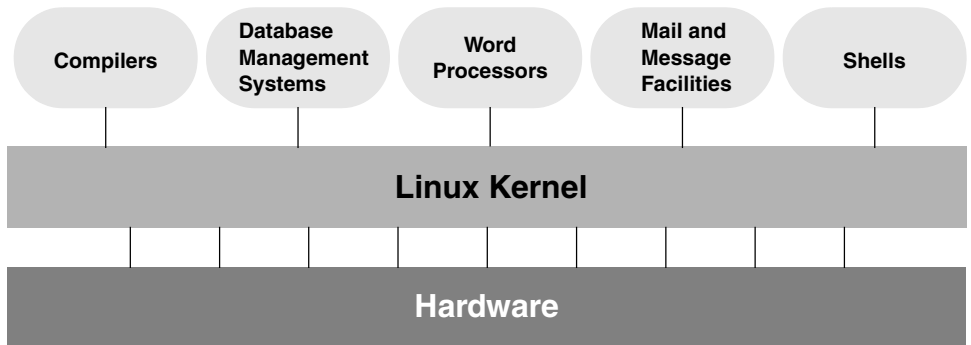 Compilers
Database
Management
Systems
Word
Processors
Mail and
Message
Facilities
Shells
Linux Kernel
Hardware